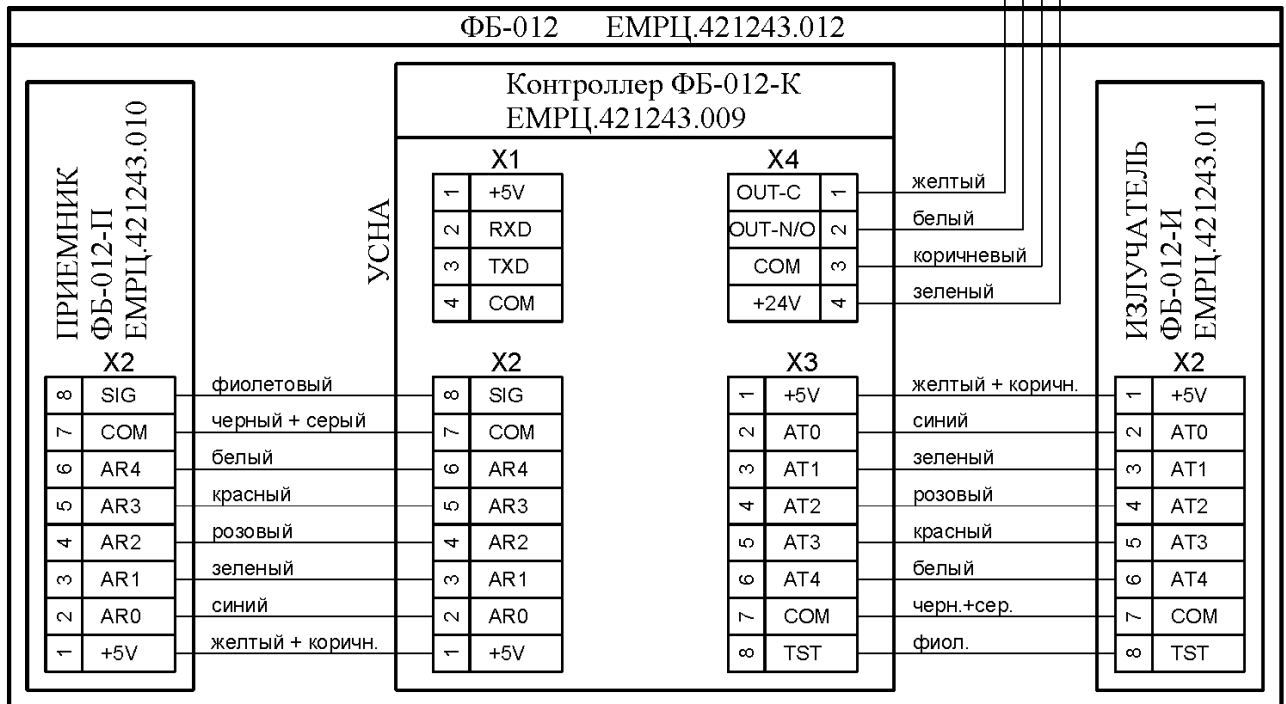 ФБ-012 ЕМРЦ.421243.012
ПРИЕМНИК
ФБ-012-П
ЕМРЦ.421243.010
X2
8 SIG
7 COM
6 AR4
5 AR3
4 AR2
3 AR1
2 AR0
1 +5V
фиолетовый
черный + серый
белый
красный
розовый
зеленый
синий
желтый + коричн.
УСНА
Контроллер ФБ-012-К
ЕМРЦ.421243.009
X1
1 +5V
2 RXD
3 TXD
4 COM
X2
8 SIG
7 COM
6 AR4
5 AR3
4 AR2
3 AR1
2 AR0
1 +5V
X4
OUT-C 1
OUT-N/O 2
COM 3
+24V 4
желтый
белый
коричневый
зеленый
X3
1 +5V
2 AT0
3 AT1
4 AT2
5 AT3
6 AT4
7 COM
8 TST
желтый + коричн.
синий
зеленый
розовый
красный
белый
черн.+сер.
фиол.
ИЗЛУЧАТЕЛЬ
ФБ-012-И
ЕМРЦ.421243.011
X2
1 +5V
2 AT0
3 AT1
4 AT2
5 AT3
6 AT4
7 COM
8 TST